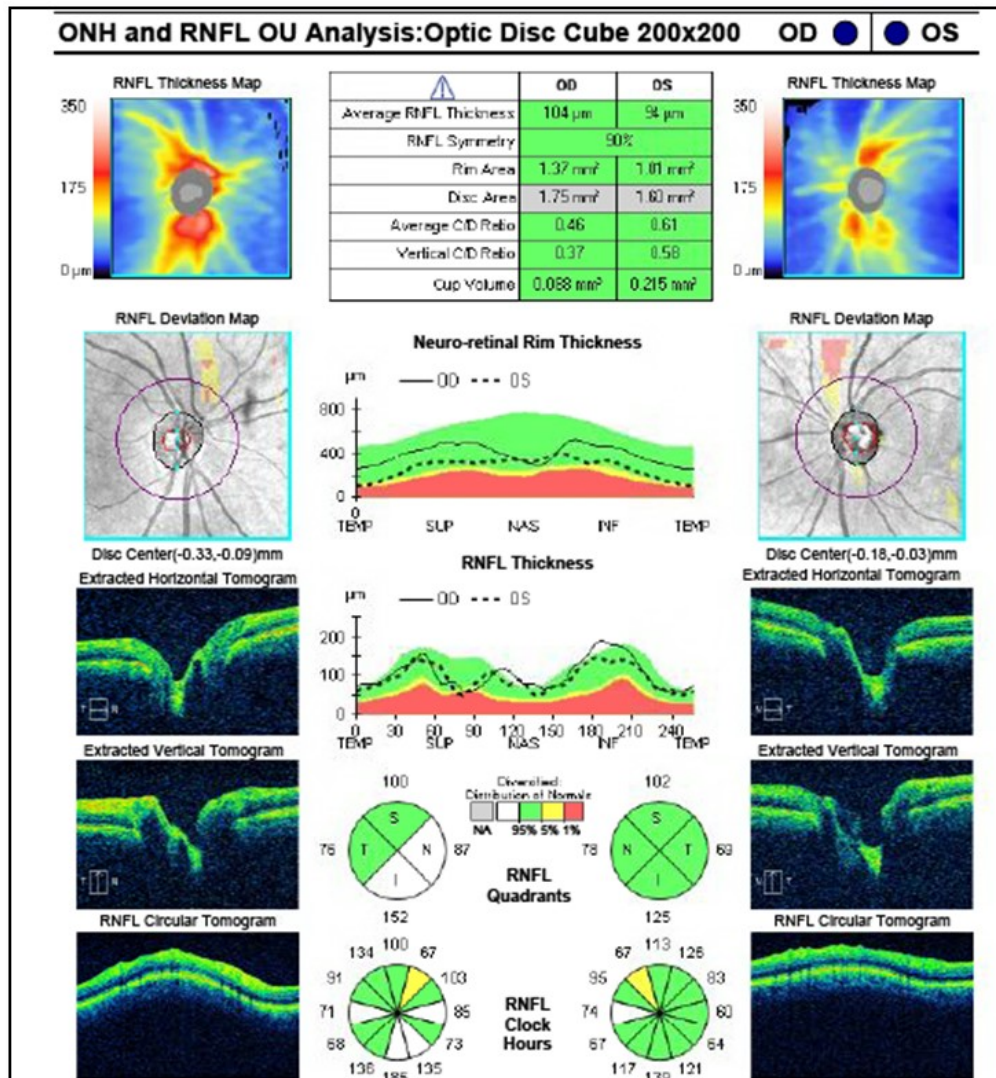 ONH and RNFL OU Analysis:Optic Disc Cube 200x200 OD OS
RNFL Thickness Map
350
175
0 µm
OD OS
Average RNFL Thickness 104 µm 94 µm
RNFL Symmetry 90%
Rim Area 1.37 mm² 1.01 mm²
Disc Area 1.75 mm² 1.60 mm²
Average C/D Ratio 0.46 0.61
Vertical C/D Ratio 0.37 0.58
Cup Volume 0.088 mm³ 0.215 mm³
RNFL Thickness Map
350
175
0 µm
RNFL Deviation Map
Disc Center(-0.33,-0.09)mm
Neuro-retinal Rim Thickness
µm OD OS
800
400
0
0
TEMP SUP NAS INF TEMP
RNFL Deviation Map
Disc Center(-0.18,-0.03)mm
Extracted Horizontal Tomogram
T N
RNFL Thickness
µm OD OS
200
100
0
0 30 60 90 120 150 180 210 240
TEMP SUP NAS INF TEMP
Extracted Horizontal Tomogram
N T
Extracted Vertical Tomogram
T N
100
S
76 T N 87
I
152
Diversified:
Distribution of Normals
NA 95% 5% 1%
RNFL
Quadrants
102
S
78 N T 69
I
125
Extracted Vertical Tomogram
N T
RNFL Circular Tomogram
134 100 67
91 103
71 85
68 73
136 135
RNFL
Clock
Hours
67 113 126
95 83
74 60
67 64
117 121
RNFL Circular Tomogram